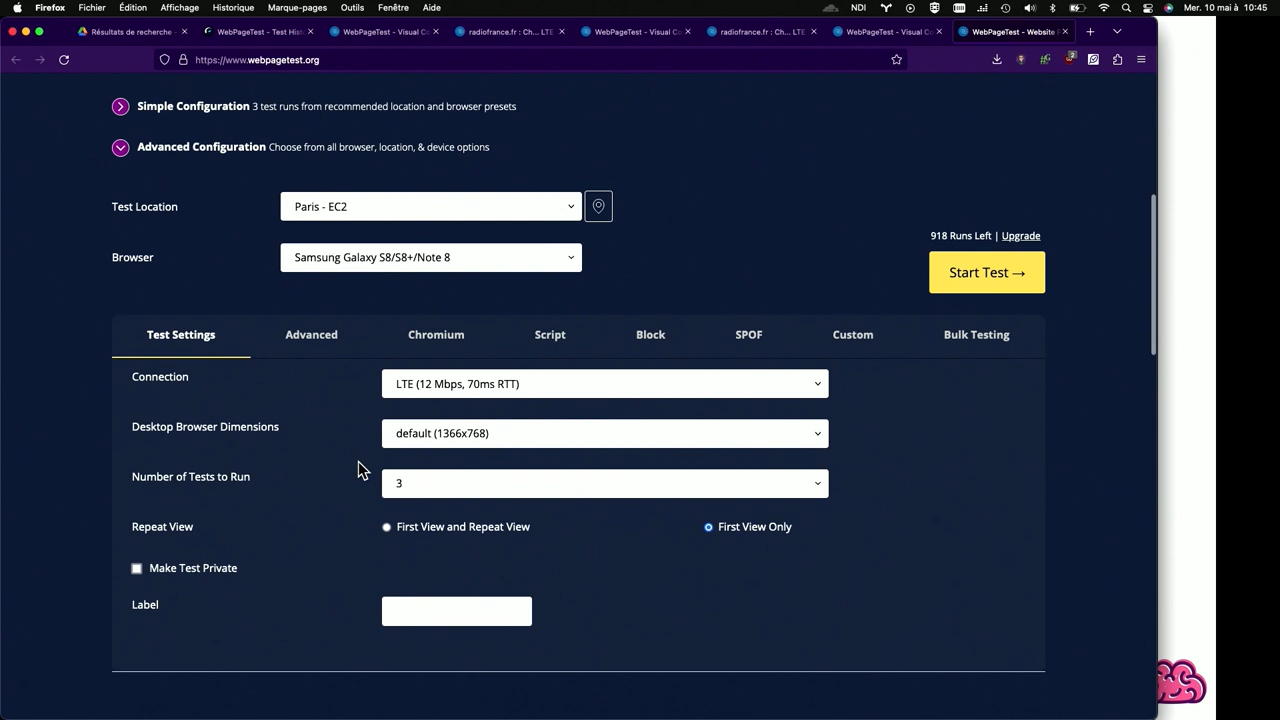 Firefox Fichier Édition Affichage Historique Marque-pages Outils Fenêtre Aide NDI Mer. 10 mai à 10:45
Résultats de recherche - WebPageTest - Test His WebPageTest - Visual Co radiofrance.fr : Ch... LTE WebPageTest - Visual Co radiofrance.fr : Ch... LTE WebPageTest - Visual Co WebPageTest - Website P
https://www.webpagetest.org 2
Simple Configuration 3 test runs from recommended location and browser presets
Advanced Configuration Choose from all browser, location, & device options
Test Location Paris - EC2
918 Runs Left | Upgrade
Browser Samsung Galaxy S8/S8+/Note 8
Start Test →
Test Settings Advanced Chromium Script Block SPOF Custom Bulk Testing
Connection LTE (12 Mbps, 70ms RTT)
Desktop Browser Dimensions default (1366x768)
Number of Tests to Run 3
Repeat View First View and Repeat View First View Only
Make Test Private
Label